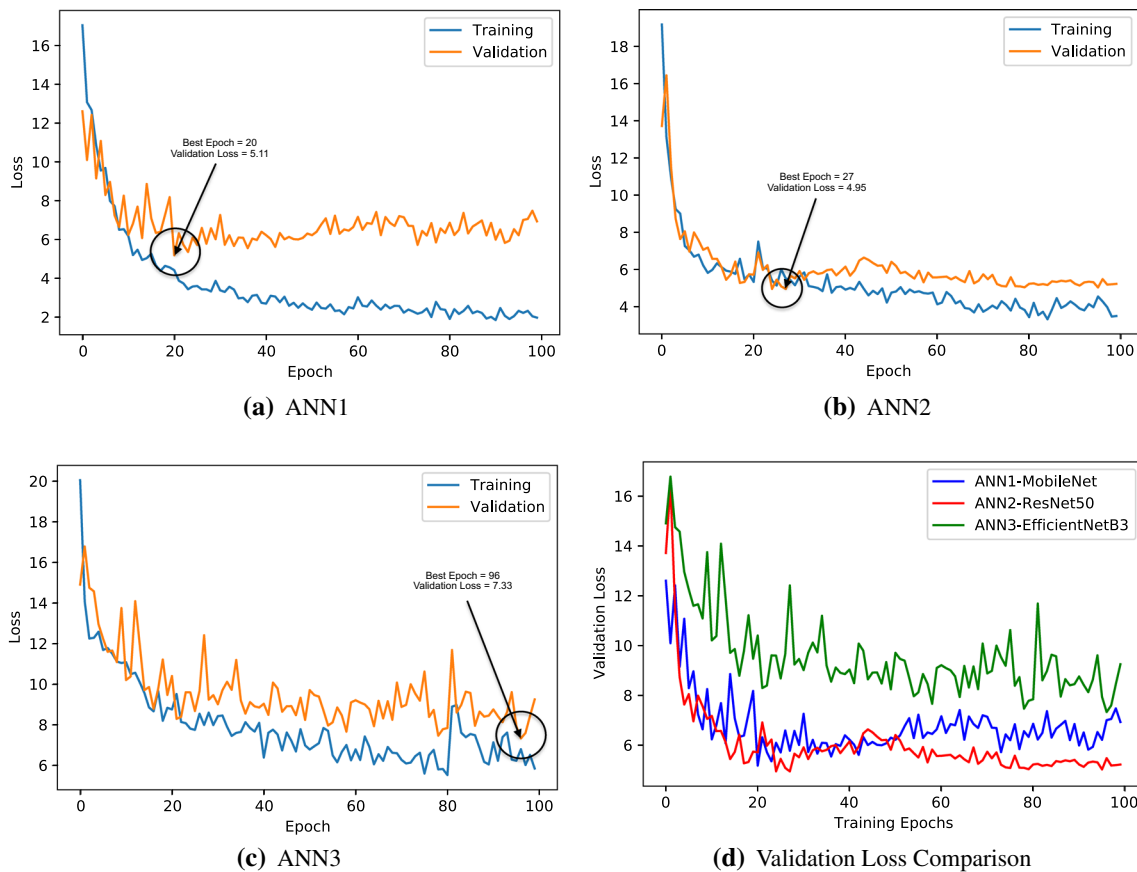 16
14
12
10
8
6
4
2
Loss
Training
Validation
Best Epoch = 20
Validation Loss = 5.11
0 20 40 60 80 100
Epoch
(a) ANN1
18
16
14
12
10
8
6
4
Loss
Training
Validation
Best Epoch = 27
Validation Loss = 4.95
0 20 40 60 80 100
Epoch
(b) ANN2
20
18
16
14
12
10
8
6
Loss
Training
Validation
Best Epoch = 96
Validation Loss = 7.33
0 20 40 60 80 100
Epoch
(c) ANN3
16
14
12
10
8
6
Validation Loss
ANN1-MobileNet
ANN2-ResNet50
ANN3-EfficientNetB3
0 20 40 60 80 100
Training Epochs
(d) Validation Loss Comparison